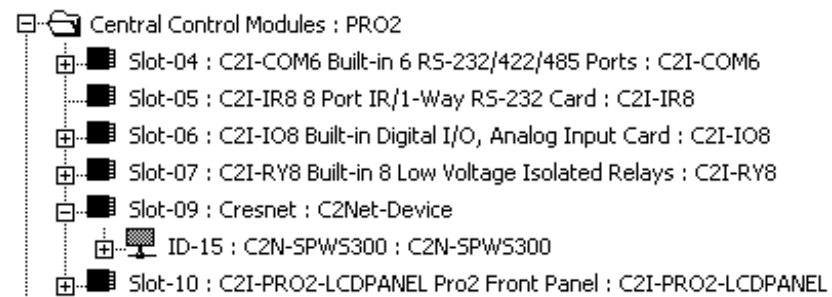 Central Control Modules : PRO2
Slot-04 : C2I-COM6 Built-in 6 RS-232/422/485 Ports : C2I-COM6
Slot-05 : C2I-IR8 8 Port IR/1-Way RS-232 Card : C2I-IR8
Slot-06 : C2I-IO8 Built-in Digital I/O, Analog Input Card : C2I-IO8
Slot-07 : C2I-RY8 Built-in 8 Low Voltage Isolated Relays : C2I-RY8
Slot-09 : Cresnet : C2Net-Device
ID-15 : C2N-SPWS300 : C2N-SPWS300
Slot-10 : C2I-PRO2-LCDPANEL Pro2 Front Panel : C2I-PRO2-LCDPANEL